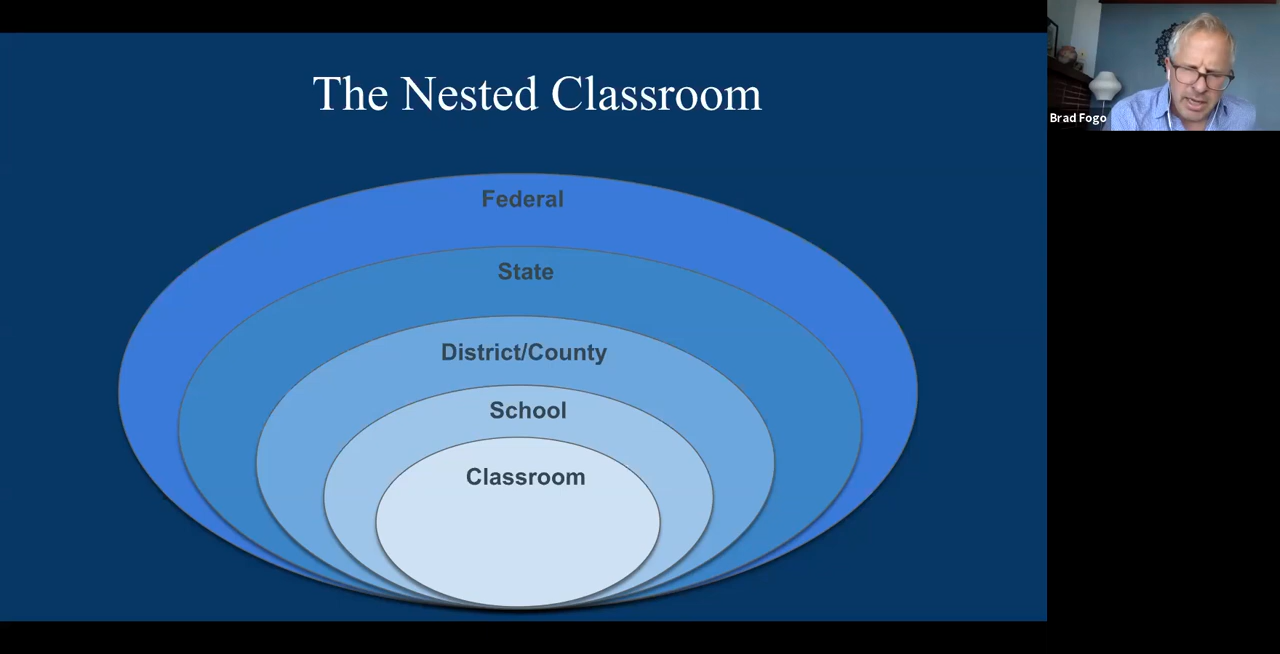 The Nested Classroom
Brad Fogo
Federal
State
District/County
School
Classroom